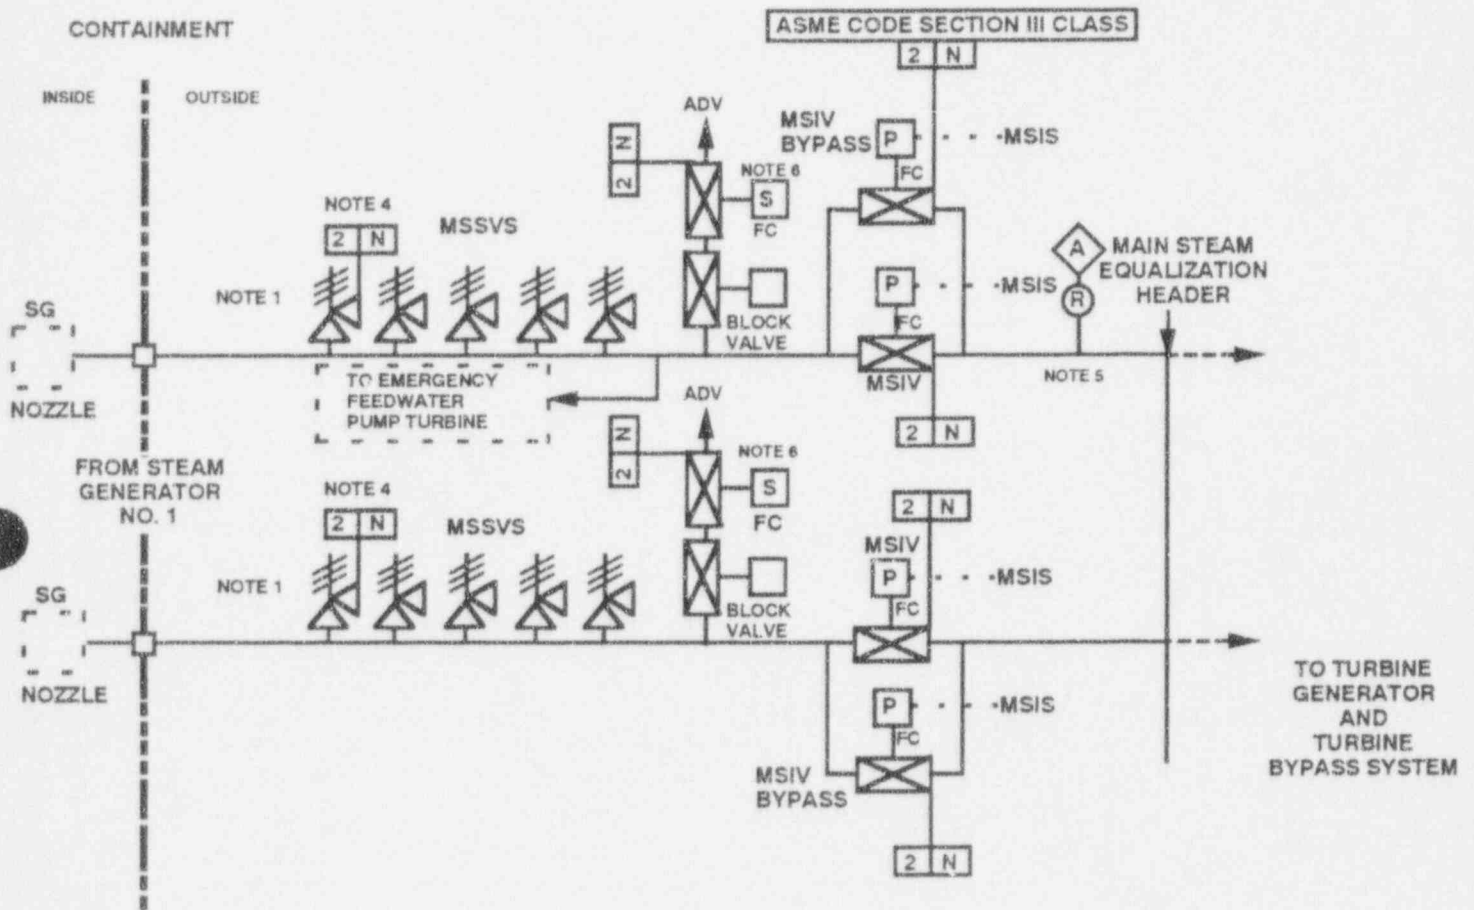 CONTAINMENT
ASME CODE SECTION III CLASS
2 N
INSIDE
OUTSIDE
ADV
MSIV
BYPASS
P
MSIS
FC
2 N
NOTE 6
S
FC
NOTE 4
2 N
MSSVS
NOTE 1
A
R
MAIN STEAM
EQUALIZATION
HEADER
P
MSIS
FC
SG
NOZZLE
BLOCK
VALVE
MSIV
NOTE 5
TO EMERGENCY
FEEDWATER
PUMP TURBINE
ADV
2 N
2 N
NOTE 6
S
FC
FROM STEAM
GENERATOR
NO. 1
NOTE 4
2 N
MSSVS
NOTE 1
2 N
MSIV
P
MSIS
FC
SG
NOZZLE
BLOCK
VALVE
P
MSIS
FC
MSIV
BYPASS
2 N
TO TURBINE
GENERATOR
AND
TURBINE
BYPASS SYSTEM